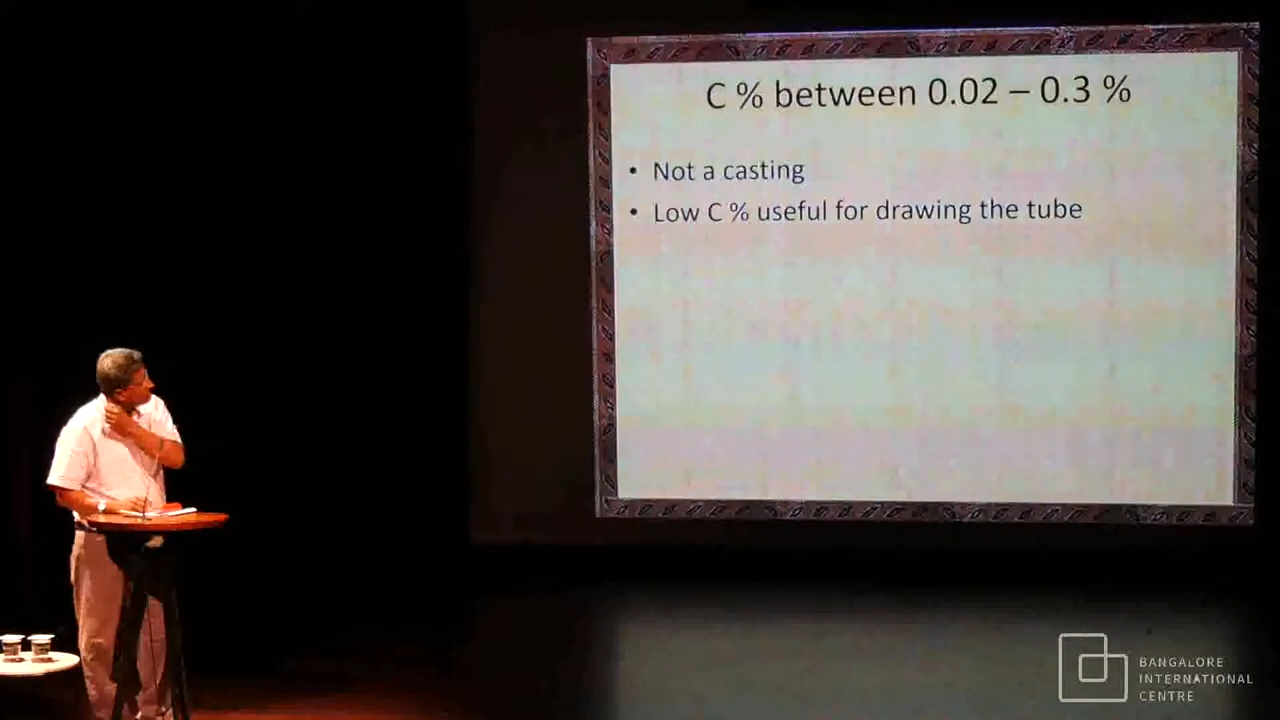 C % between 0.02 – 0.3 %
• Not a casting
• Low C % useful for drawing the tube
BANGALORE
INTERNATIONAL
CENTRE